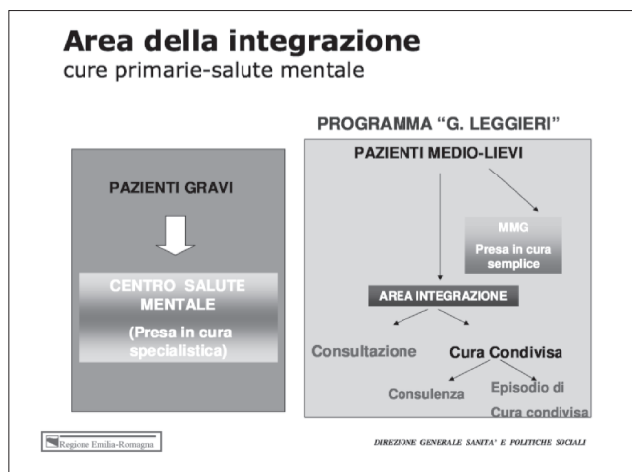 Area della integrazione
cure primarie-salute mentale
PAZIENTI GRAVI
CENTRO SALUTE
MENTALE
(Presa in cura
specialistica)
PROGRAMMA “G. LEGGIERI”
PAZIENTI MEDIO-LIEVI
MMG
Presa in cura
semplice
AREA INTEGRAZIONE
Consultazione
Cura Condivisa
Consulenza
Episodio di
Cura condivisa
Regione Emilia-Romagna
DIREZIONE GENERALE SANITA' E POLITICHE SOCIALI